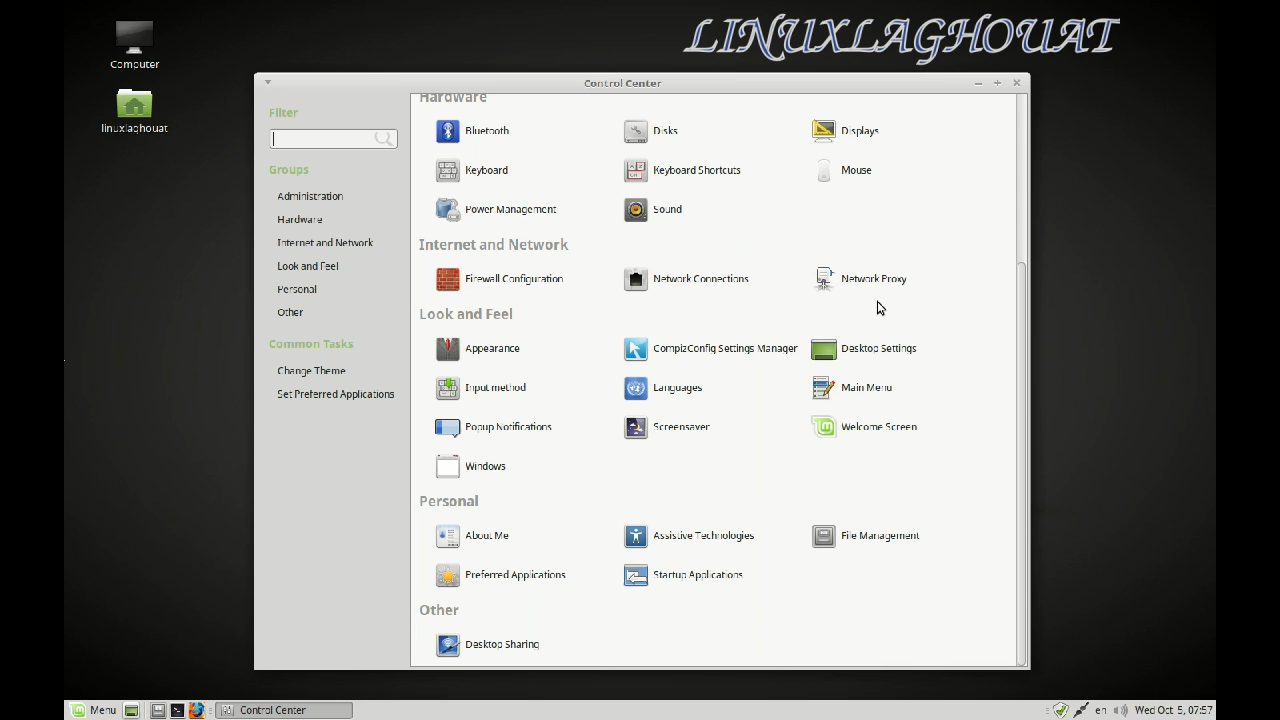 LINUXLAGHOUAT
Computer
linuxlaghouat
Control Center
Filter
Groups
Administration
Hardware
Internet and Network
Look and Feel
Personal
Other
Common Tasks
Change Theme
Set Preferred Applications
Hardware
Bluetooth Disks Displays
Keyboard Keyboard Shortcuts Mouse
Power Management Sound
Internet and Network
Firewall Configuration Network Connections Network Proxy
Look and Feel
Appearance CompizConfig Settings Manager Desktop Settings
Input method Languages Main Menu
Popup Notifications Screensaver Welcome Screen
Windows
Personal
About Me Assistive Technologies File Management
Preferred Applications Startup Applications
Other
Desktop Sharing
Menu Control Center en Wed Oct 5, 07:57